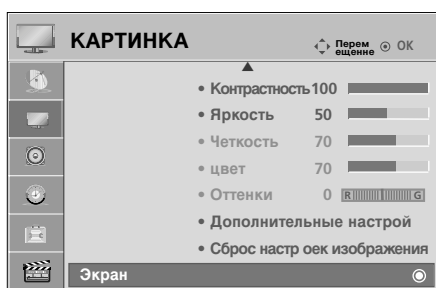 КАРТИНКА Перем ещение ОК
• Контрастность 100
• Яркость 50
• Четкость 70
• цвет 70
• Оттенки 0 R G
• Дополнительные настрой
• Сброс настр оек изображения
Экран